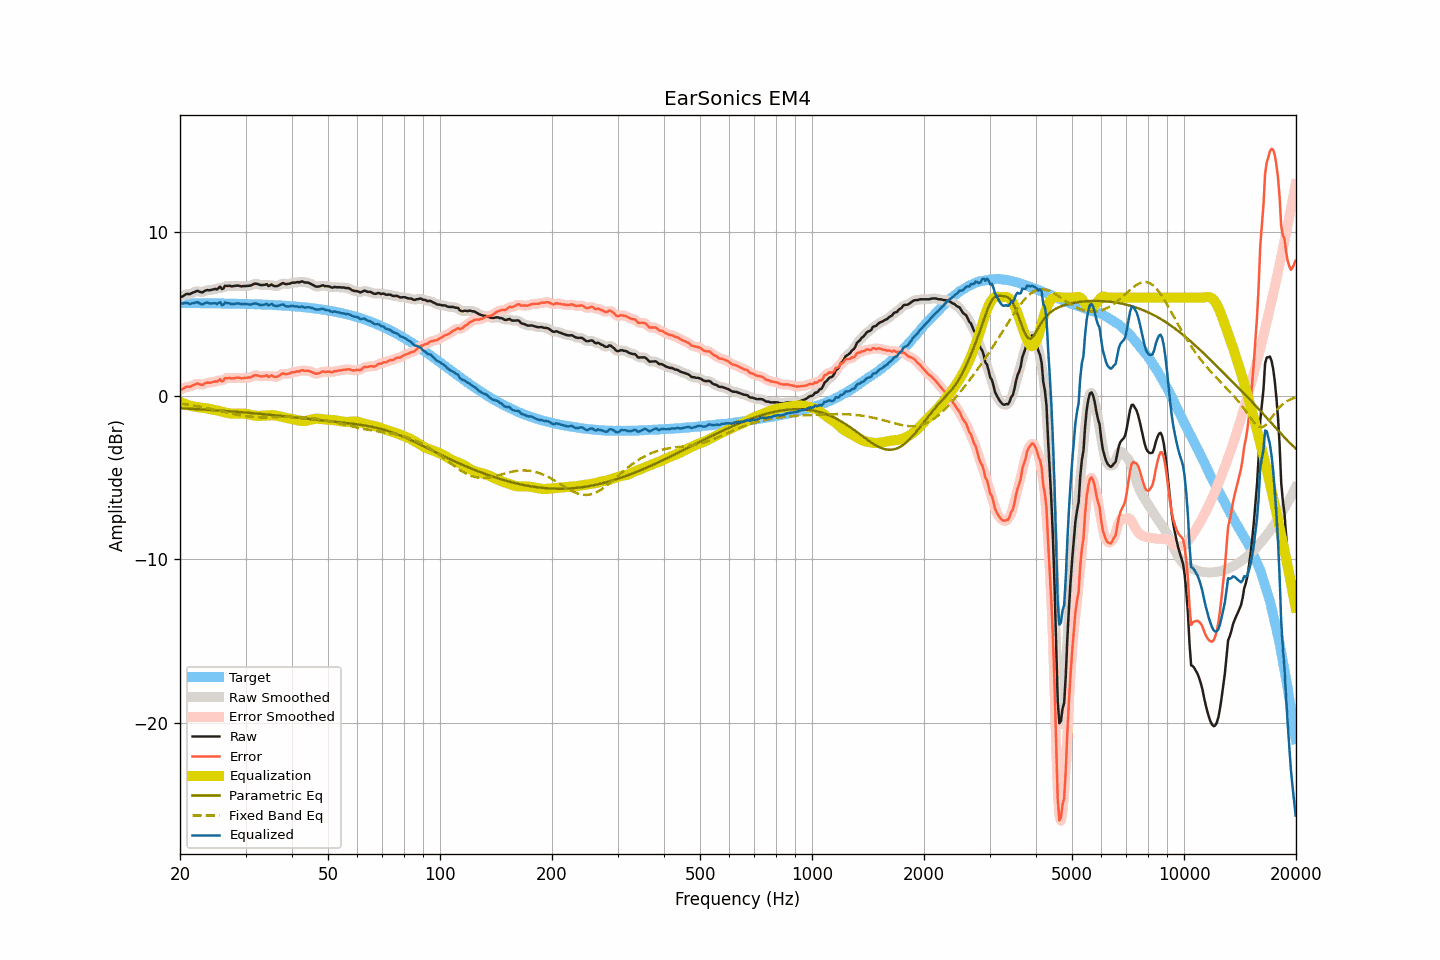 EarSonics EM4
Amplitude (dBr)
10
0
−10
−20
Target
Raw Smoothed
Error Smoothed
Raw
Error
Equalization
Parametric Eq
Fixed Band Eq
Equalized
20 50 100 200 500 1000 2000 5000 10000 20000
Frequency (Hz)